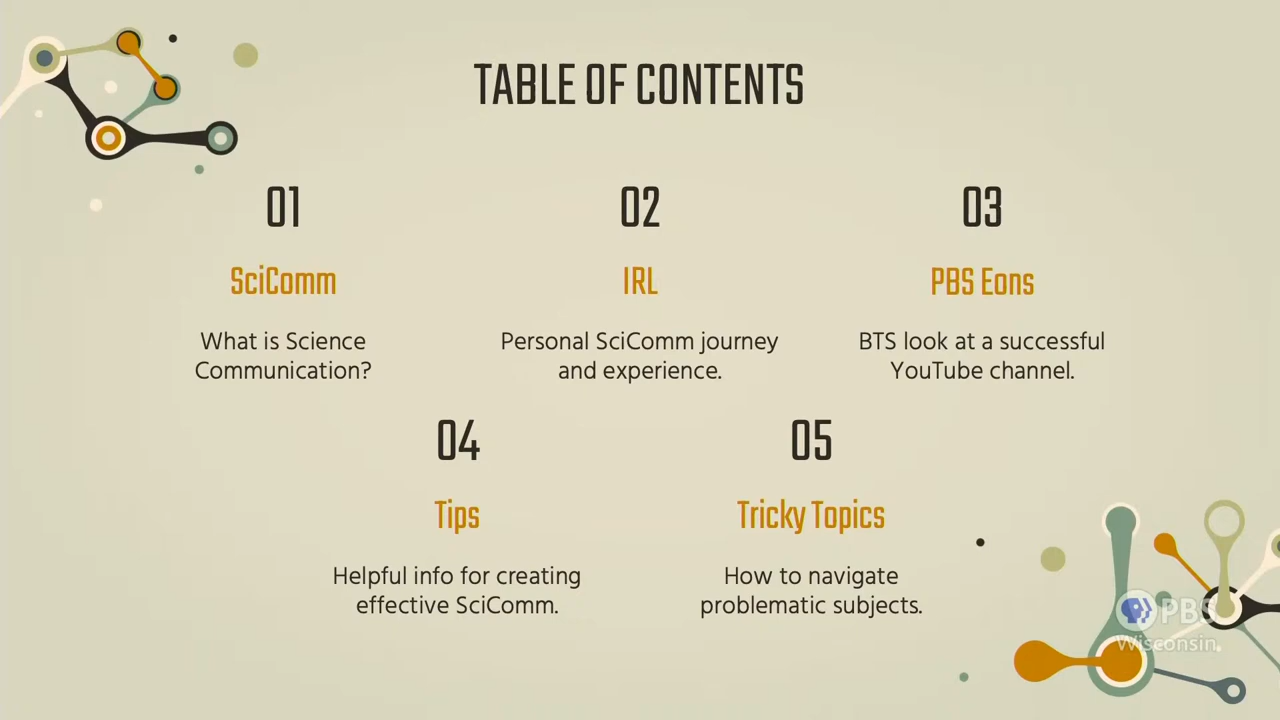 TABLE OF CONTENTS
01
SciComm
What is Science
Communication?
02
IRL
Personal SciComm journey
and experience.
03
PBS Eons
BTS look at a successful
YouTube channel.
04
Tips
Helpful info for creating
effective SciComm.
05
Tricky Topics
How to navigate
problematic subjects.
PBS
Wisconsin